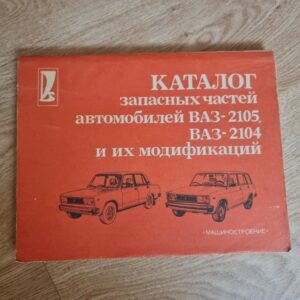 КАТАЛОГ
запасных частей
автомобилей ВАЗ-2105,
ВАЗ-2104
и их модификаций
«МАШИНОСТРОЕНИЕ»